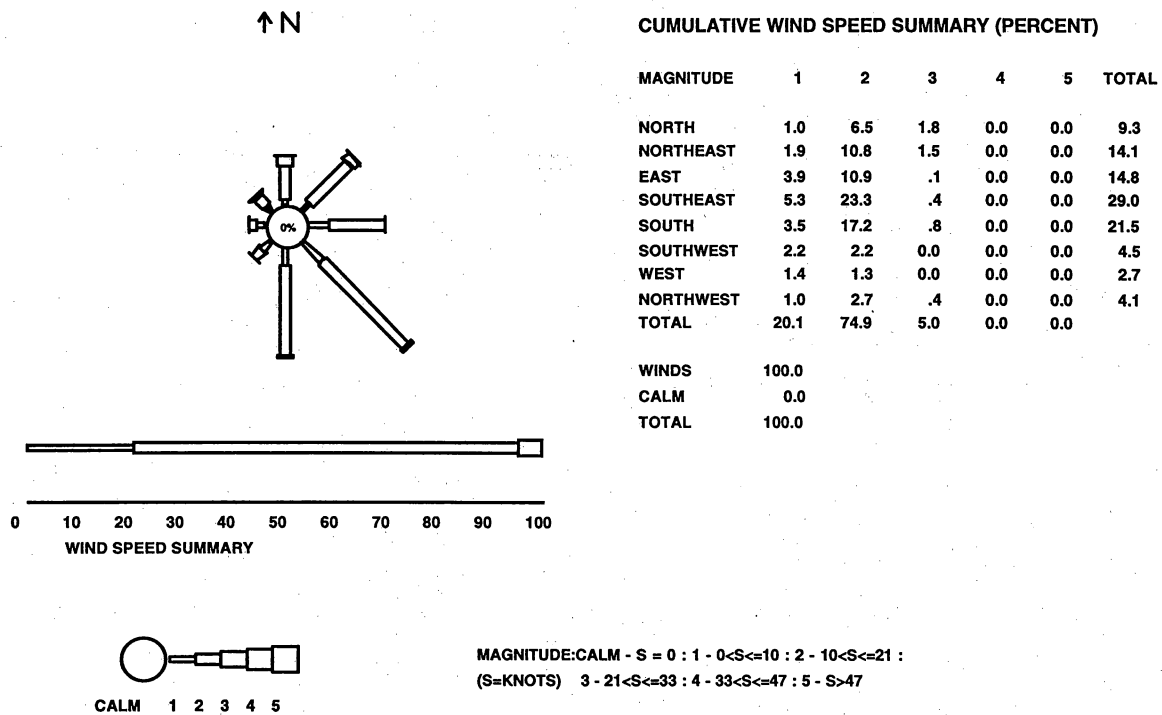 ↑N
0%
0 10 20 30 40 50 60 70 80 90 100
WIND SPEED SUMMARY
CALM 1 2 3 4 5
CUMULATIVE WIND SPEED SUMMARY (PERCENT)
MAGNITUDE 1 2 3 4 5 TOTAL
NORTH 1.0 6.5 1.8 0.0 0.0 9.3
NORTHEAST 1.9 10.8 1.5 0.0 0.0 14.1
EAST 3.9 10.9 .1 0.0 0.0 14.8
SOUTHEAST 5.3 23.3 .4 0.0 0.0 29.0
SOUTH 3.5 17.2 .8 0.0 0.0 21.5
SOUTHWEST 2.2 2.2 0.0 0.0 0.0 4.5
WEST 1.4 1.3 0.0 0.0 0.0 2.7
NORTHWEST 1.0 2.7 .4 0.0 0.0 4.1
TOTAL 20.1 74.9 5.0 0.0 0.0
WINDS 100.0
CALM 0.0
TOTAL 100.0
MAGNITUDE:CALM - S = 0 : 1 - 0<S<=10 : 2 - 10<S<=21 :
(S=KNOTS) 3 - 21<S<=33 : 4 - 33<S<=47 : 5 - S>47